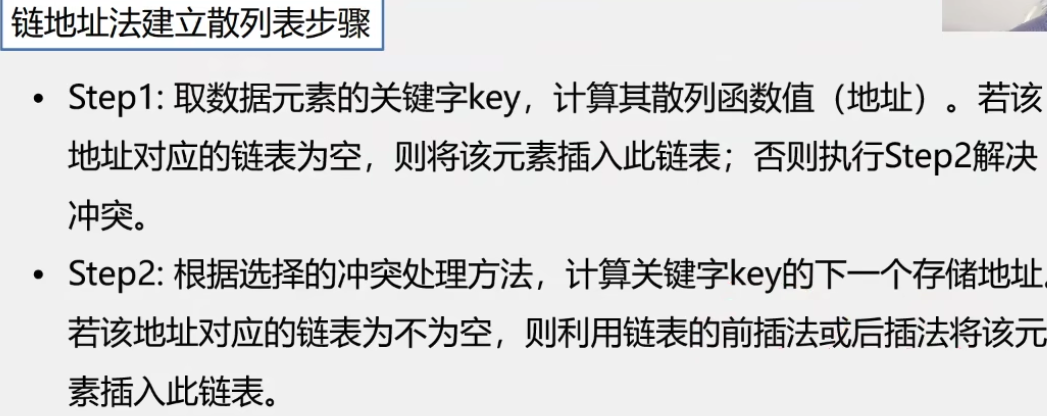 链地址法建立散列表步骤
• Step1: 取数据元素的关键字key，计算其散列函数值（地址）。若该
地址对应的链表为空，则将该元素插入此链表；否则执行Step2解决
冲突。
• Step2: 根据选择的冲突处理方法，计算关键字key的下一个存储地址。
若该地址对应的链表为不为空，则利用链表的前插法或后插法将该元
素插入此链表。